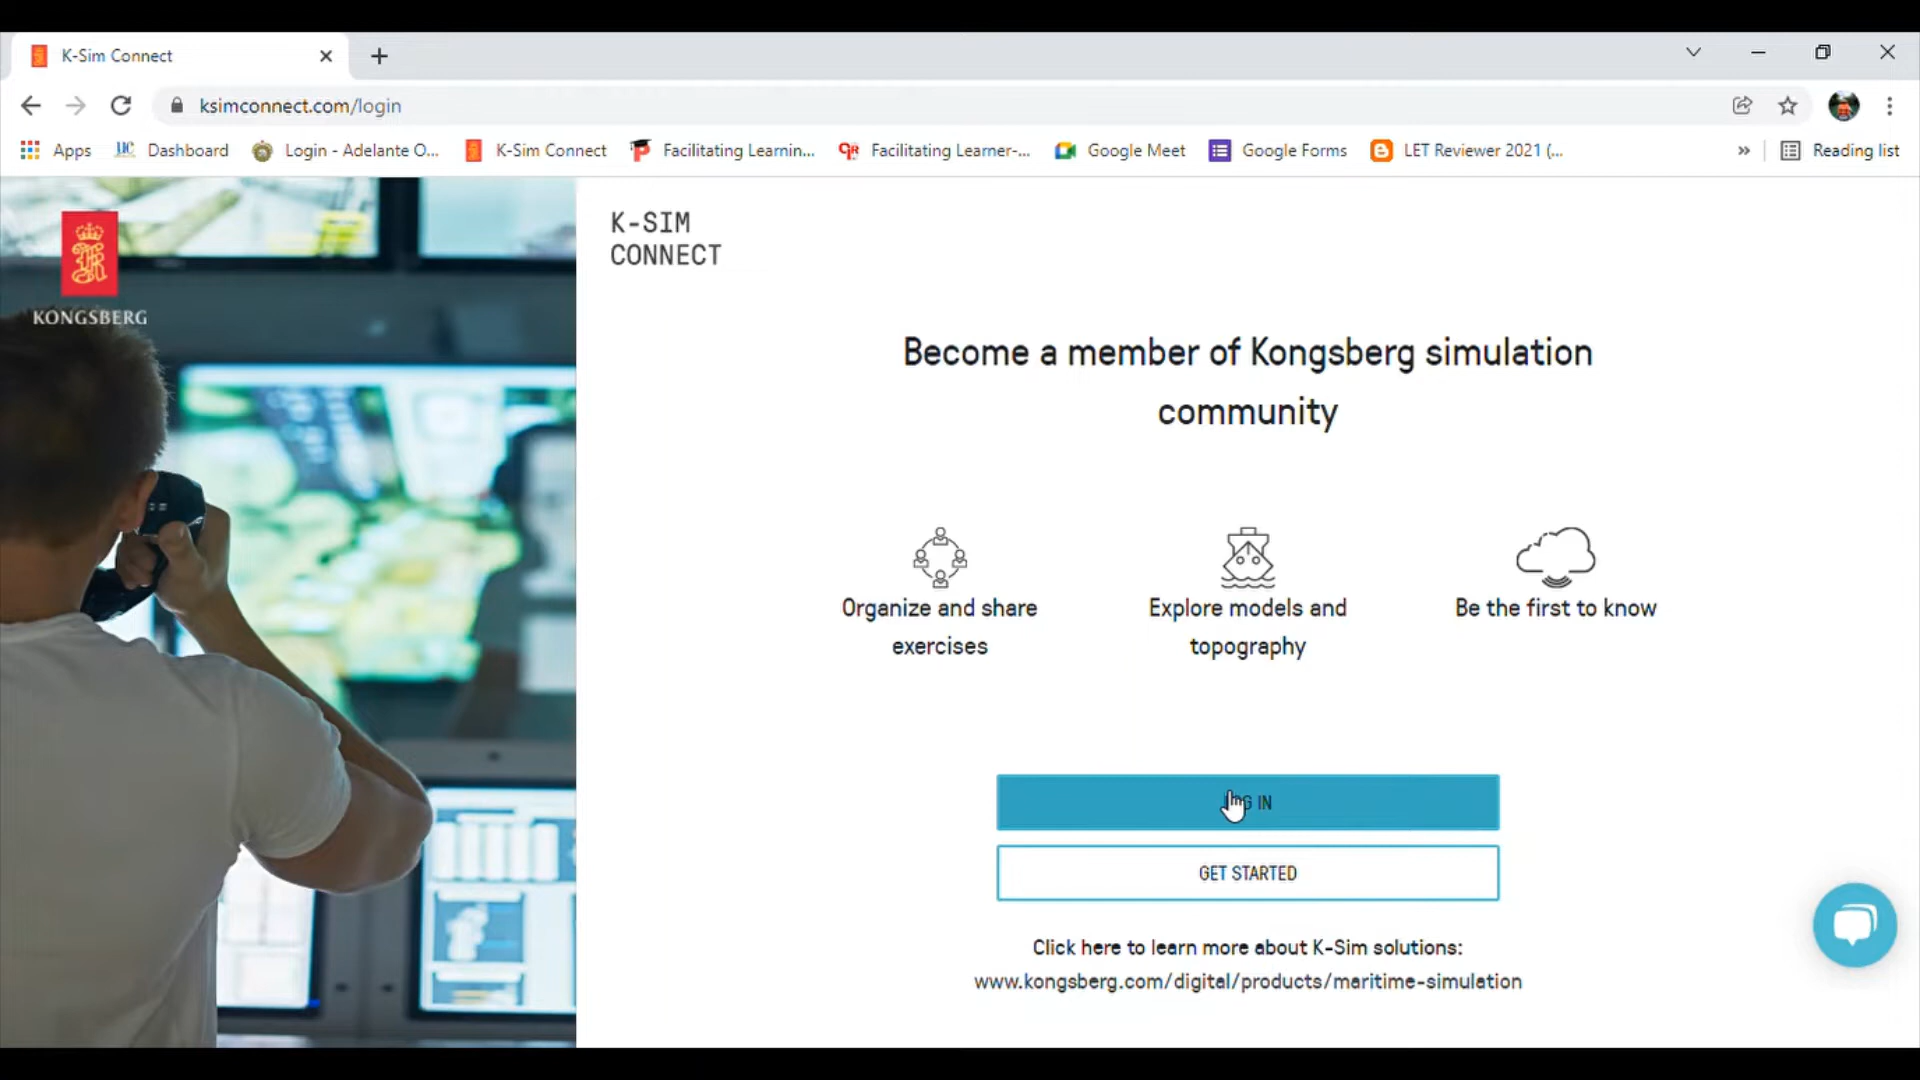 K-Sim Connect
ksimconnect.com/login
Apps
Dashboard
Login - Adelante O...
K-Sim Connect
Facilitating Learnin...
Facilitating Learner-...
Google Meet
Google Forms
LET Reviewer 2021 (...
»
Reading list
KONGSBERG
K-SIM
CONNECT
Become a member of Kongsberg simulation
community
Organize and share
exercises
Explore models and
topography
Be the first to know
IN
GET STARTED
Click here to learn more about K-Sim solutions:
www.kongsberg.com/digital/products/maritime-simulation